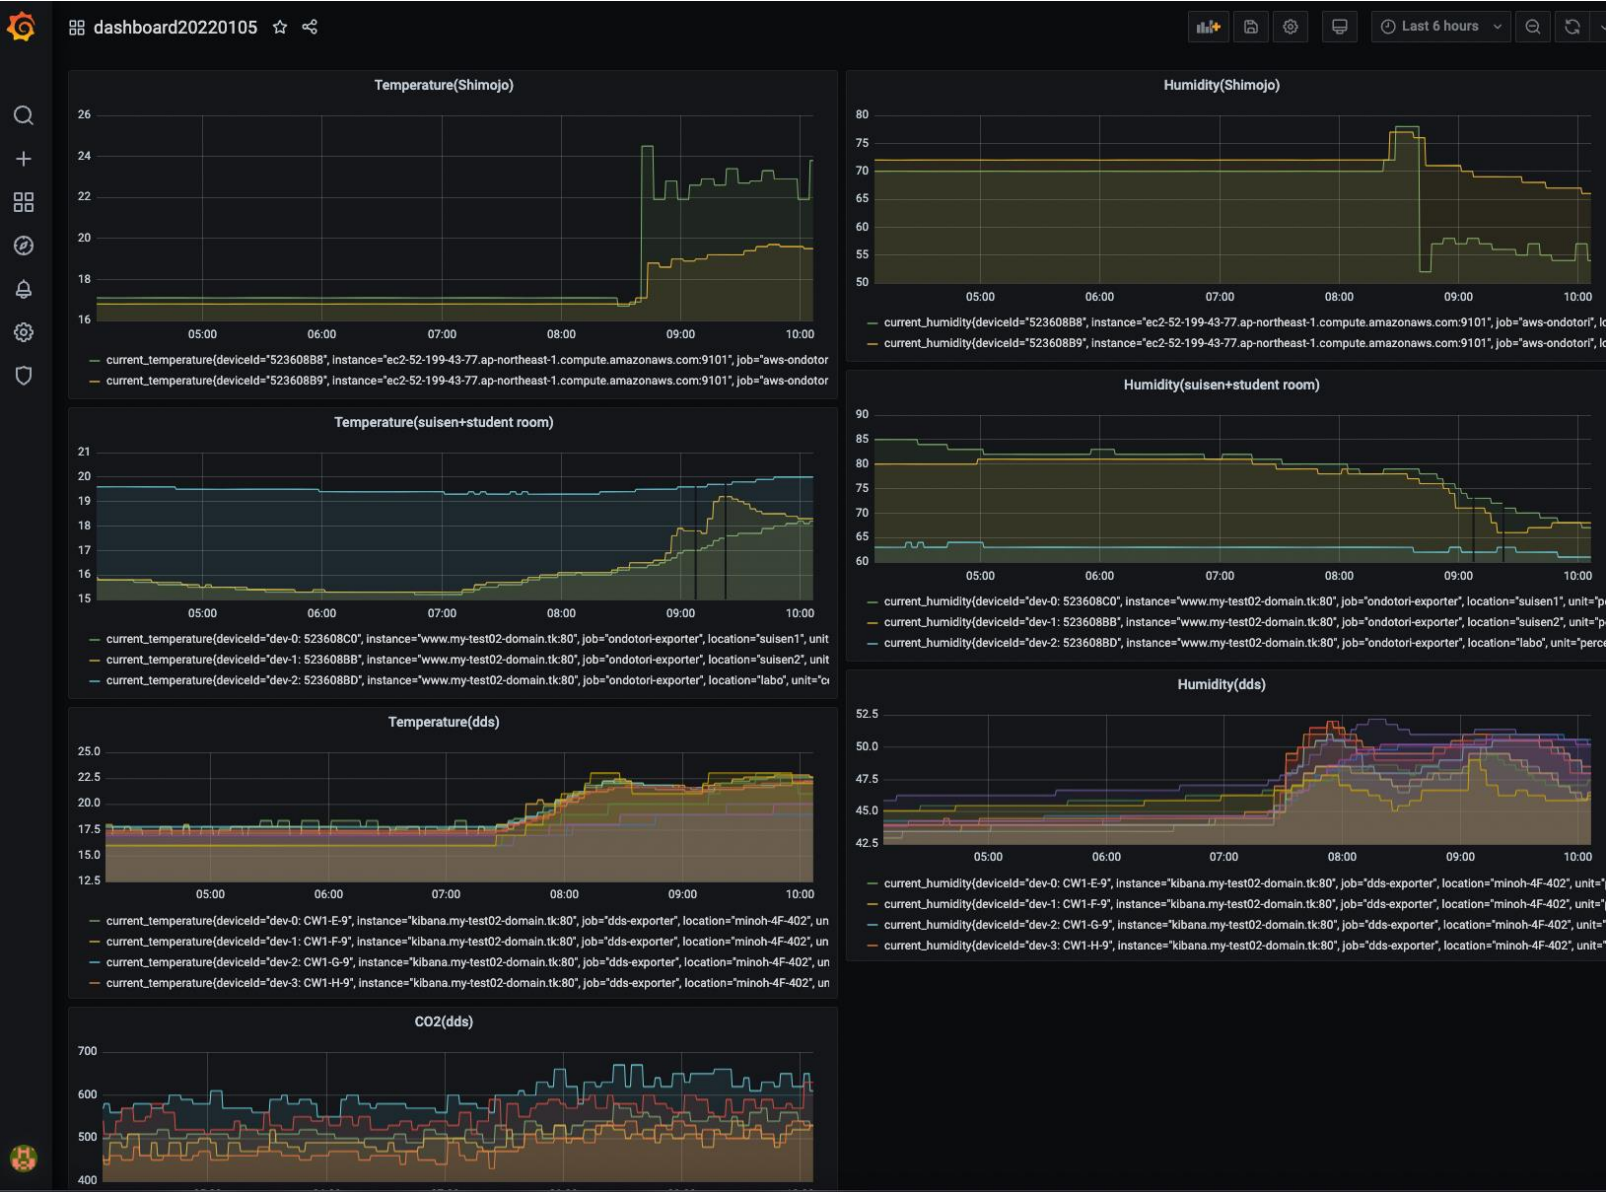 dashboard20220105
Last 6 hours
Temperature(Shimojo)
26
24
22
20
18
16
05:00 06:00 07:00 08:00 09:00 10:00
current_temperature{deviceId="523608B8", instance="ec2-52-199-43-77.ap-northeast-1.compute.amazonaws.com:9101", job="aws-ondotor
current_temperature{deviceId="523608B9", instance="ec2-52-199-43-77.ap-northeast-1.compute.amazonaws.com:9101", job="aws-ondotor
Humidity(Shimojo)
80
75
70
65
60
55
50
05:00 06:00 07:00 08:00 09:00 10:00
current_humidity{deviceId="523608B8", instance="ec2-52-199-43-77.ap-northeast-1.compute.amazonaws.com:9101", job="aws-ondotori", lo
current_humidity{deviceId="523608B9", instance="ec2-52-199-43-77.ap-northeast-1.compute.amazonaws.com:9101", job="aws-ondotori", lo
Temperature(suisen+student room)
21
20
19
18
17
16
15
05:00 06:00 07:00 08:00 09:00 10:00
current_temperature{deviceId="dev-0: 523608C0", instance="www.my-test02-domain.tk:80", job="ondotori-exporter", location="suisen1", unit
current_temperature{deviceId="dev-1: 523608BB", instance="www.my-test02-domain.tk:80", job="ondotori-exporter", location="suisen2", unit
current_temperature{deviceId="dev-2: 523608BD", instance="www.my-test02-domain.tk:80", job="ondotori-exporter", location="labo", unit="ce
Humidity(suisen+student room)
90
85
80
75
70
65
60
05:00 06:00 07:00 08:00 09:00 10:00
current_humidity{deviceId="dev-0: 523608C0", instance="www.my-test02-domain.tk:80", job="ondotori-exporter", location="suisen1", unit="pe
current_humidity{deviceId="dev-1: 523608BB", instance="www.my-test02-domain.tk:80", job="ondotori-exporter", location="suisen2", unit="pe
current_humidity{deviceId="dev-2: 523608BD", instance="www.my-test02-domain.tk:80", job="ondotori-exporter", location="labo", unit="perce
Temperature(dds)
25.0
22.5
20.0
17.5
15.0
12.5
05:00 06:00 07:00 08:00 09:00 10:00
current_temperature{deviceId="dev-0: CW1-E-9", instance="kibana.my-test02-domain.tk:80", job="dds-exporter", location="minoh-4F-402", un
current_temperature{deviceId="dev-1: CW1-F-9", instance="kibana.my-test02-domain.tk:80", job="dds-exporter", location="minoh-4F-402", un
current_temperature{deviceId="dev-2: CW1-G-9", instance="kibana.my-test02-domain.tk:80", job="dds-exporter", location="minoh-4F-402", un
current_temperature{deviceId="dev-3: CW1-H-9", instance="kibana.my-test02-domain.tk:80", job="dds-exporter", location="minoh-4F-402", un
Humidity(dds)
52.5
50.0
47.5
45.0
42.5
05:00 06:00 07:00 08:00 09:00 10:00
current_humidity{deviceId="dev-0: CW1-E-9", instance="kibana.my-test02-domain.tk:80", job="dds-exporter", location="minoh-4F-402", unit="p
current_humidity{deviceId="dev-1: CW1-F-9", instance="kibana.my-test02-domain.tk:80", job="dds-exporter", location="minoh-4F-402", unit="p
current_humidity{deviceId="dev-2: CW1-G-9", instance="kibana.my-test02-domain.tk:80", job="dds-exporter", location="minoh-4F-402", unit="
current_humidity{deviceId="dev-3: CW1-H-9", instance="kibana.my-test02-domain.tk:80", job="dds-exporter", location="minoh-4F-402", unit="
CO2(dds)
700
600
500
400